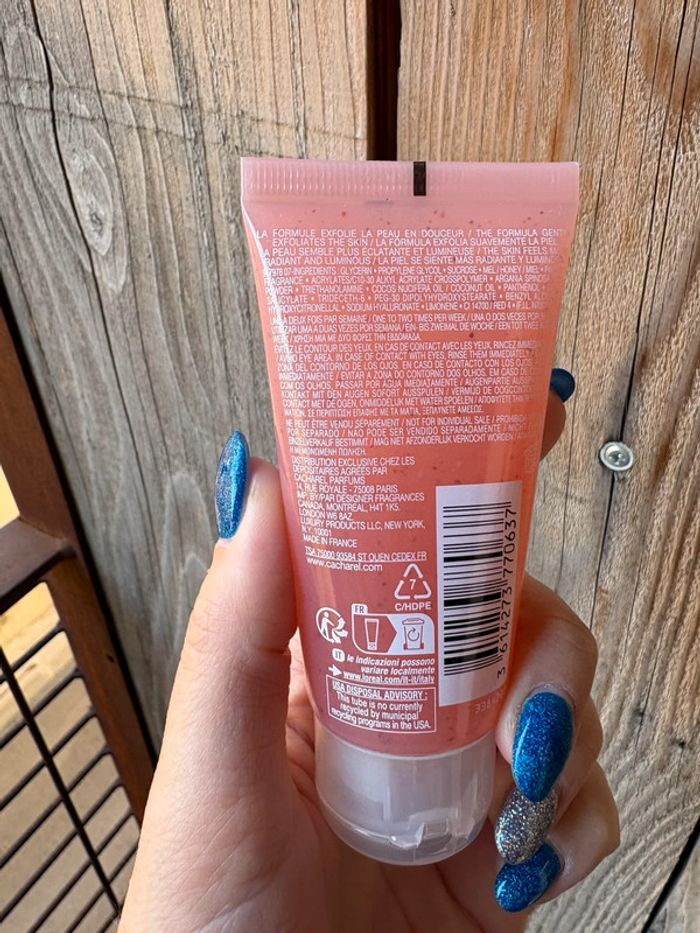 LA FORMULE EXFOLIE LA PEAU EN DOUCEUR / THE FORMULA
EXFOLIATES THE SKIN / LA FÓRMULA EXFOLIA SUAVEMENTE LA PIEL
LA PEAU SEMBLE PLUS ÉCLATANTE ET LUMINEUSE / THE SKIN FEELS
RADIANT AND LUMINOUS / LA PIEL SE SIENTE MÁS RADIANTE Y
07-INGREDIENTS: GLYCERIN • PROPYLENE GLYCOL • SUCROSE • MEL / HONEY / MIEL •
FRAGRANCE • ACRYLATES/C10-30 ALKYL ACRYLATE CROSSPOLYMER • ARGANIA
POWDER • TRIETHANOLAMINE • COCOS NUCIFERA OIL / COCONUT OIL • PANTHENOL •
SALICYLATE • TRIDECETH-6 • PEG-30 DIPOLYHYDROXYSTEARATE • BENZYL
HYDROXYCITRONELLAL • SODIUM HYALURONATE • LIMONENE • CI 14700 / RED 4 •
UNE À DEUX FOIS PAR SEMAINE / ONE TO TWO TIMES PER WEEK / UNA O DOS VECES POR
UTILIZAR UMA A DUAS VEZES POR SEMANA / EIN- BIS ZWEIMAL DE WOCHE / EEN TOT TWEE
WEEK / ΧΡΗΣΗ ΜΙΑ ΜΕ ΔΥΟ ΦΟΡΕΣ ΤΗΝ ΕΒΔΟΜΑΔΑ.
ÉVITEZ LE CONTOUR DES YEUX. EN CAS DE CONTACT AVEC LES YEUX, RINCEZ
/ AVOID EYE AREA. IN CASE OF CONTACT WITH EYES, RINSE THEM IMMEDIATELY
ZONA DEL CONTORNO DE LOS OJOS. EN CASO DE CONTACTO CON LOS OJOS,
INMEDIATAMENTE / EVITAR A ZONA DO CONTORNO DOS OLHOS. EM CASO DE
COM OS OLHOS, PASSAR POR ÁGUA IMEDIATAMENTE / AUGENPARTIE
KONTAKT MIT DEN AUGEN SOFORT AUSSPÜLEN / VERMIJD DE
CONTACT MET DE OGEN, ONMIDDELLIJK MET WATER SPOELEN / ΑΠΟΦΥΓΕΤΕ ΤΗΝ
ΜΑΤΙΩΝ. ΣΕ ΠΕΡΙΠΤΩΣΗ ΕΠΑΦΗΣ ΜΕ ΤΑ ΜΑΤΙΑ, ΞΕΠΛΥΝΕΤΕ ΑΜΕΣΩΣ.
NE PEUT ÊTRE VENDU SÉPARÉMENT / NOT FOR INDIVIDUAL SALE / PROHIBIDA
POR SEPARADO / NÃO PODE SER VENDIDO SEPARADAMENTE / NICHT
EINZELVERKAUF BESTIMMT / MAG NIET AFZONDERLIJK VERKOCHT WORDEN /
Η ΜΕΜΟΝΩΜΕΝΗ ΠΩΛΗΣΗ.
DISTRIBUTION EXCLUSIVE CHEZ LES
DÉPOSITAIRES AGRÉÉS PAR
CACHAREL PARFUMS
14, RUE ROYALE - 75008 PARIS
IMP. BY/PAR DESIGNER FRAGRANCES
CANADA, MONTREAL, H4T 1K5.
LONDON W6 8AZ
LUXURY PRODUCTS LLC, NEW YORK,
N.Y. 10001
MADE IN FRANCE
TSA 75000 93584 ST OUEN CEDEX FR
www.cacharel.com
7
C/HDPE
FR
IT le indicazioni possono
variare localmente
www.loreal.com/it-it/italy
USA DISPOSAL ADVISORY :
This tube is no currently
recycled by municipal
recycling programs in the USA.
3 614273 770637